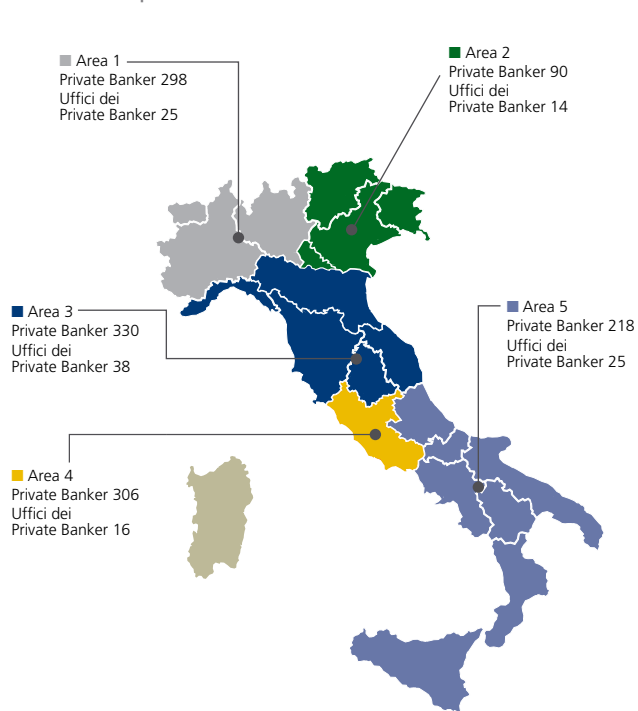 Area 1
Private Banker 298
Uffici dei
Private Banker 25
Area 2
Private Banker 90
Uffici dei
Private Banker 14
Area 3
Private Banker 330
Uffici dei
Private Banker 38
Area 5
Private Banker 218
Uffici dei
Private Banker 25
Area 4
Private Banker 306
Uffici dei
Private Banker 16